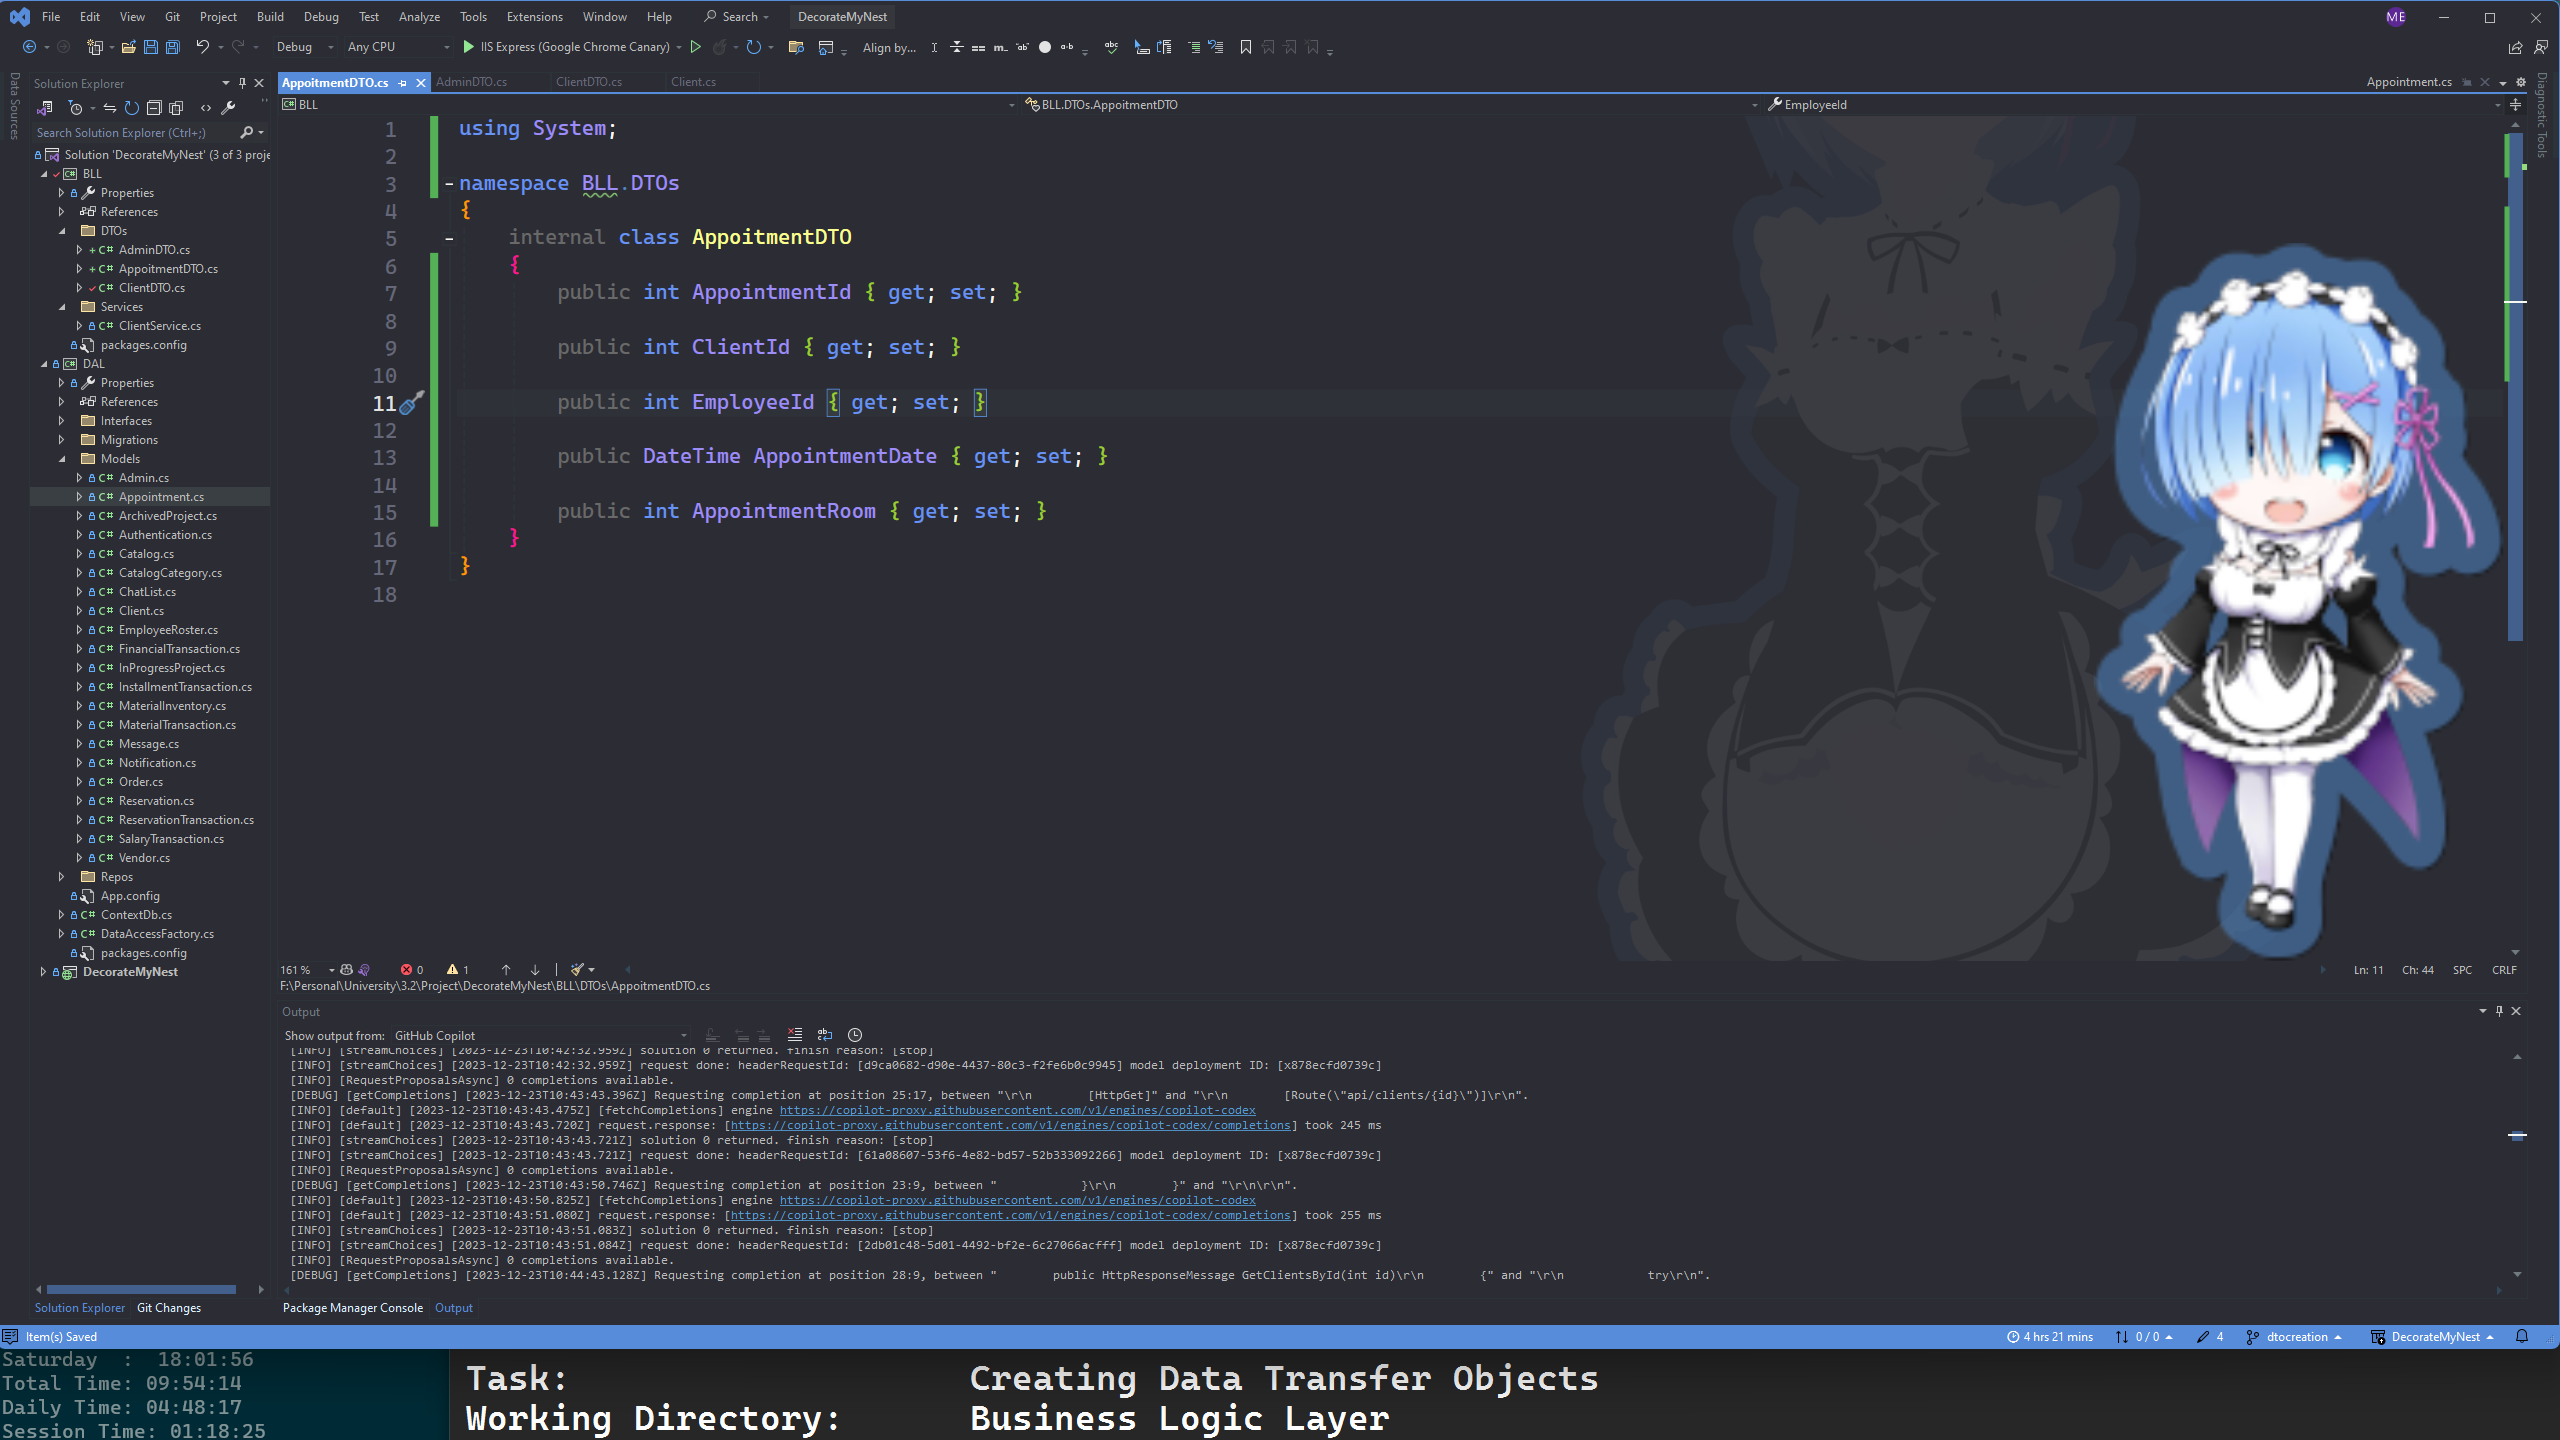 File Edit View Git Project Build Debug Test Analyze Tools Extensions Window Help Search DecorateMyNest ME
Debug Any CPU IIS Express (Google Chrome Canary) Align by...
Data Sources
Solution Explorer
Search Solution Explorer (Ctrl+;)
Solution 'DecorateMyNest' (3 of 3 proje
BLL
Properties
References
DTOs
AdminDTO.cs
AppoitmentDTO.cs
ClientDTO.cs
Services
ClientService.cs
packages.config
DAL
Properties
References
Interfaces
Migrations
Models
Admin.cs
Appointment.cs
ArchivedProject.cs
Authentication.cs
Catalog.cs
CatalogCategory.cs
ChatList.cs
Client.cs
EmployeeRoster.cs
FinancialTransaction.cs
InProgressProject.cs
InstallmentTransaction.cs
MaterialInventory.cs
MaterialTransaction.cs
Message.cs
Notification.cs
Order.cs
Reservation.cs
ReservationTransaction.cs
SalaryTransaction.cs
Vendor.cs
Repos
App.config
ContextDb.cs
DataAccessFactory.cs
packages.config
DecorateMyNest
Solution Explorer Git Changes
AppoitmentDTO.cs AdminDTO.cs ClientDTO.cs Client.cs Appointment.cs
BLL BLL.DTOs.AppoitmentDTO EmployeeId
Diagnostic Tools
1 using System;
2
3 namespace BLL.DTOs
4 {
5 internal class AppoitmentDTO
6 {
7 public int AppointmentId { get; set; }
8
9 public int ClientId { get; set; }
10
11 public int EmployeeId { get; set; }
12
13 public DateTime AppointmentDate { get; set; }
14
15 public int AppointmentRoom { get; set; }
16 }
17 }
18
161 % 0 1 Ln: 11 Ch: 44 SPC CRLF
F:\Personal\University\3.2\Project\DecorateMyNest\BLL\DTOs\AppoitmentDTO.cs
Output
Show output from: GitHub Copilot
[INFO] [streamChoices] [2023-12-23T10:42:32.959Z] solution 0 returned. finish reason: [stop]
[INFO] [streamChoices] [2023-12-23T10:42:32.959Z] request done: headerRequestId: [d9ca0682-d90e-4437-80c3-f2fe6b0c9945] model deployment ID: [x878ecfd0739c]
[INFO] [RequestProposalsAsync] 0 completions available.
[DEBUG] [getCompletions] [2023-12-23T10:43:43.396Z] Requesting completion at position 25:17, between "\r\n [HttpGet]" and "\r\n [Route(\"api/clients/{id}\")]\r\n".
[INFO] [default] [2023-12-23T10:43:43.475Z] [fetchCompletions] engine https://copilot-proxy.githubusercontent.com/v1/engines/copilot-codex
[INFO] [default] [2023-12-23T10:43:43.720Z] request.response: [https://copilot-proxy.githubusercontent.com/v1/engines/copilot-codex/completions] took 245 ms
[INFO] [streamChoices] [2023-12-23T10:43:43.721Z] solution 0 returned. finish reason: [stop]
[INFO] [streamChoices] [2023-12-23T10:43:43.721Z] request done: headerRequestId: [61a08607-53f6-4e82-bd57-52b333092266] model deployment ID: [x878ecfd0739c]
[INFO] [RequestProposalsAsync] 0 completions available.
[DEBUG] [getCompletions] [2023-12-23T10:43:50.746Z] Requesting completion at position 23:9, between " }\r\n }" and "\r\n\r\n".
[INFO] [default] [2023-12-23T10:43:50.825Z] [fetchCompletions] engine https://copilot-proxy.githubusercontent.com/v1/engines/copilot-codex
[INFO] [default] [2023-12-23T10:43:51.080Z] request.response: [https://copilot-proxy.githubusercontent.com/v1/engines/copilot-codex/completions] took 255 ms
[INFO] [streamChoices] [2023-12-23T10:43:51.083Z] solution 0 returned. finish reason: [stop]
[INFO] [streamChoices] [2023-12-23T10:43:51.084Z] request done: headerRequestId: [2db01c48-5d01-4492-bf2e-6c27066acfff] model deployment ID: [x878ecfd0739c]
[INFO] [RequestProposalsAsync] 0 completions available.
[DEBUG] [getCompletions] [2023-12-23T10:44:43.128Z] Requesting completion at position 28:9, between " public HttpResponseMessage GetClientsById(int id)\r\n {" and "\r\n try\r\n".
Package Manager Console Output
Item(s) Saved 4 hrs 21 mins 0 / 0 4 dtocreation DecorateMyNest
Saturday : 18:01:56
Total Time: 09:54:14
Daily Time: 04:48:17
Session Time: 01:18:25
Task: Creating Data Transfer Objects
Working Directory: Business Logic Layer